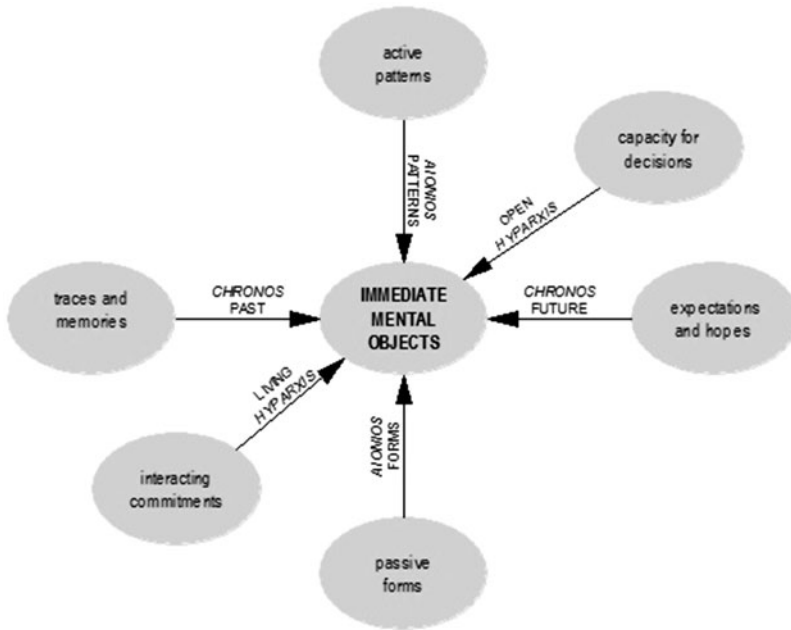 active
patterns
AIONIOS
PATTERNS
capacity for
decisions
OPEN
HYPARXIS
traces and
memories
CHRONOS
PAST
IMMEDIATE
MENTAL
OBJECTS
CHRONOS
FUTURE
expectations
and hopes
LIVING
HYPARXIS
interacting
commitments
AIONIOS
FORMS
passive
forms